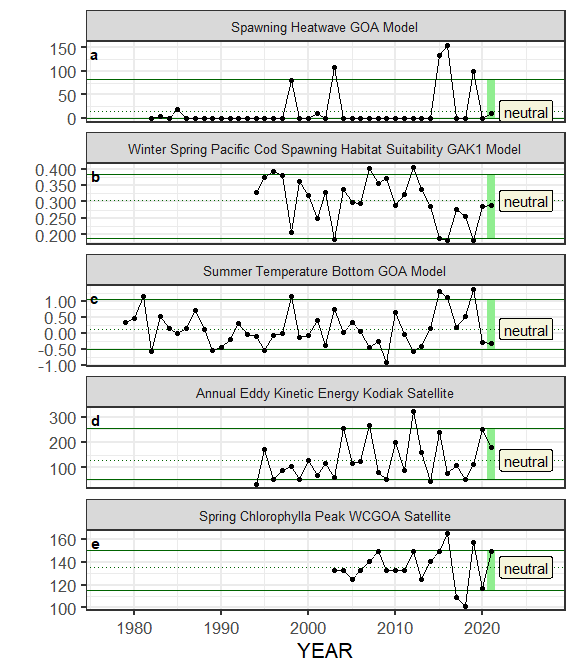 Spawning Heatwave GOA Model
a
150
100
50
0
neutral
Winter Spring Pacific Cod Spawning Habitat Suitability GAK1 Model
b
0.400
0.350
0.300
0.250
0.200
neutral
Summer Temperature Bottom GOA Model
c
1.00
0.50
0.00
-0.50
-1.00
neutral
Annual Eddy Kinetic Energy Kodiak Satellite
d
300
200
100
neutral
Spring Chlorophylla Peak WCGOA Satellite
e
160
140
120
100
neutral
1980 1990 2000 2010 2020
YEAR